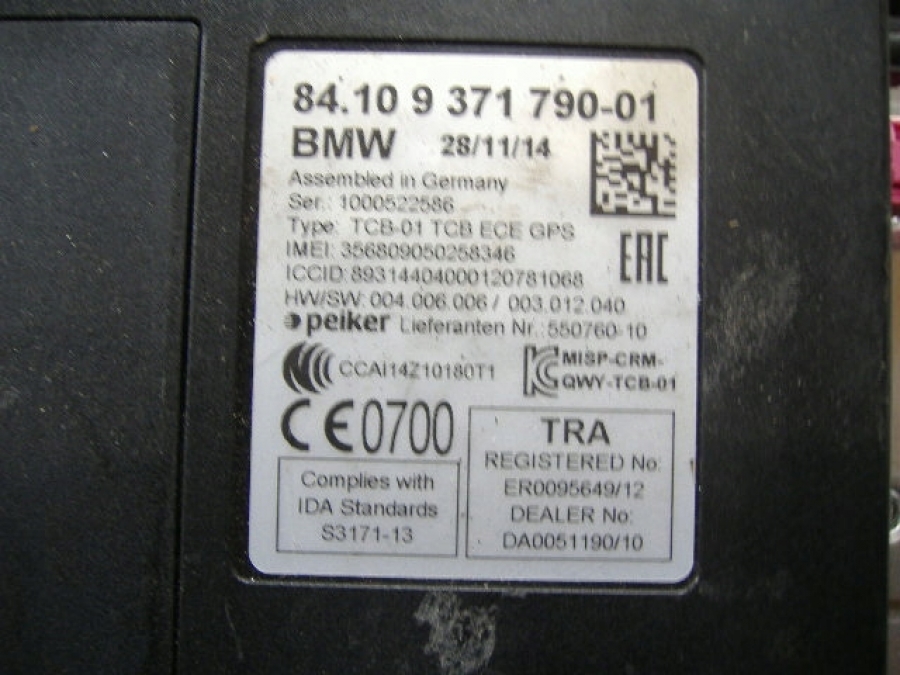 84.10 9 371 790-01
BMW 28/11/14
Assembled in Germany
Ser.: 1000522586
Type: TCB-01 TCB ECE GPS
IMEI: 356809050258346
ICCID:8931440400012078106​8
HW/SW: 004.006.006 / 003.012.040
peiker Lieferanten Nr.:550760-10
CCAI14Z10180T1
MISP-CRM-
QWY-TCB-01
EAC
CE0700
Complies with
IDA Standards
S3171-13
TRA
REGISTERED No:
ER0095649/12
DEALER No:
DA0051190/10